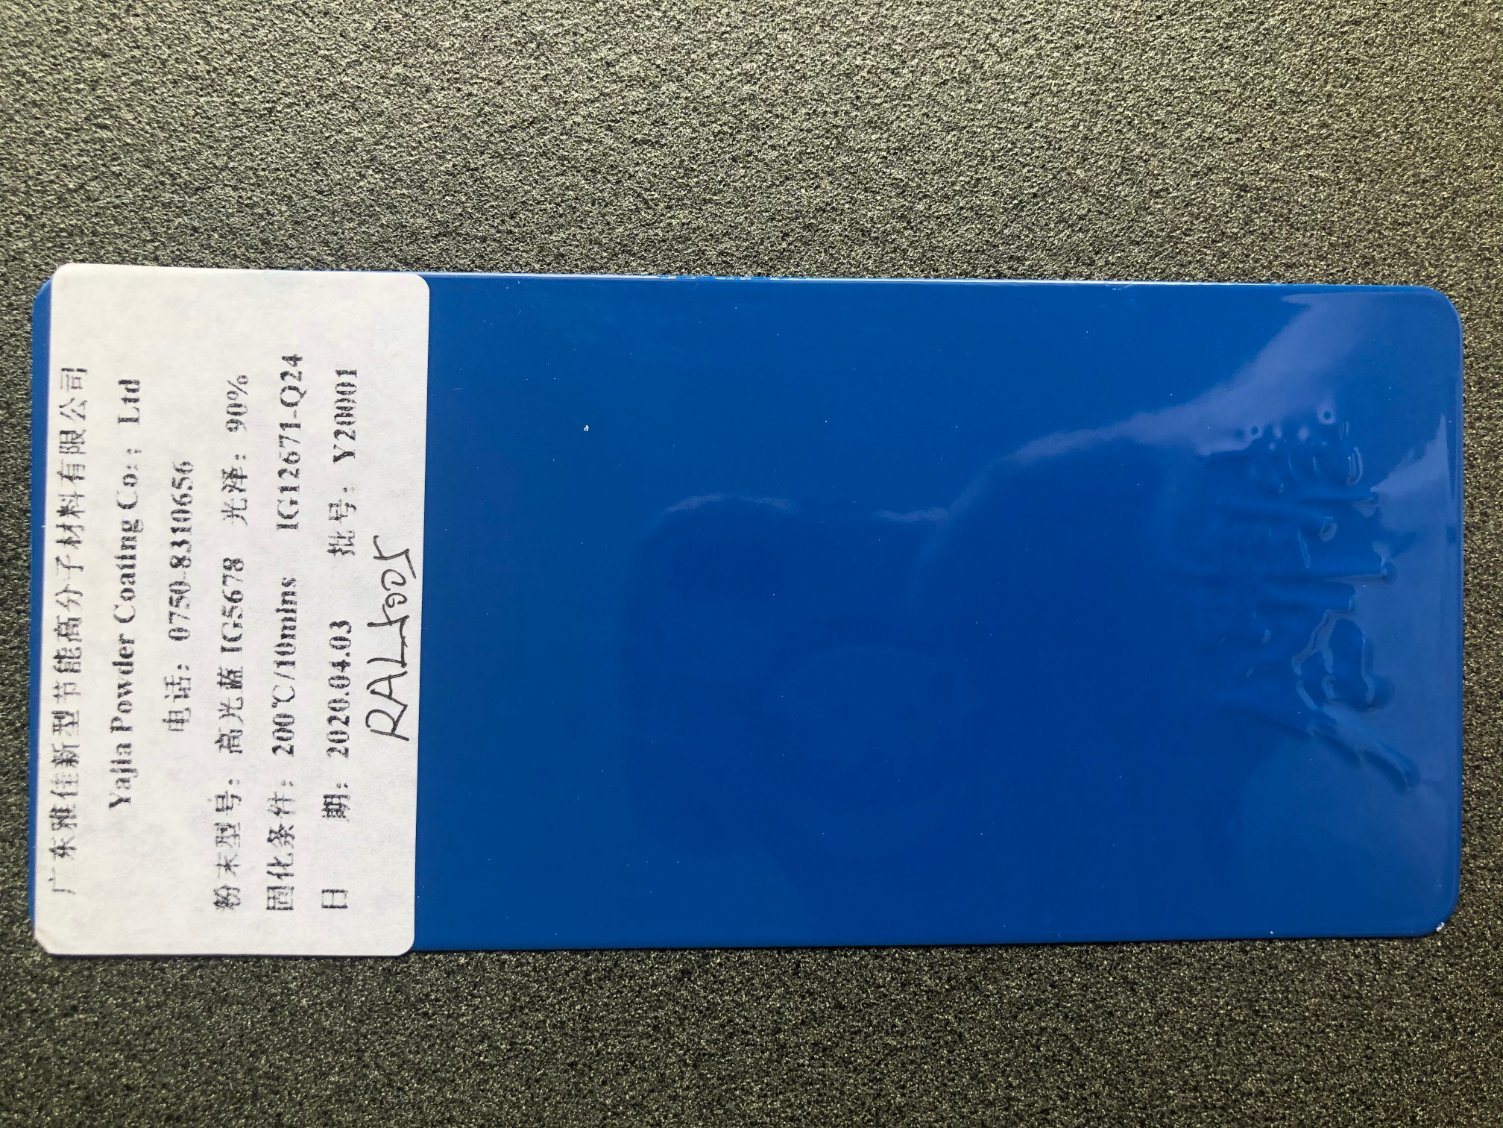 广东雅佳新型节能高分子材料有限公司
Yajia Powder Coating Co:; Ltd
电话：0750-8310656
粉末型号：高光蓝 IG5678 光泽：90%
固化条件：200℃/10mins IG12671-Q24
日 期：2020.04.03 批号：Y20001
RAL5005